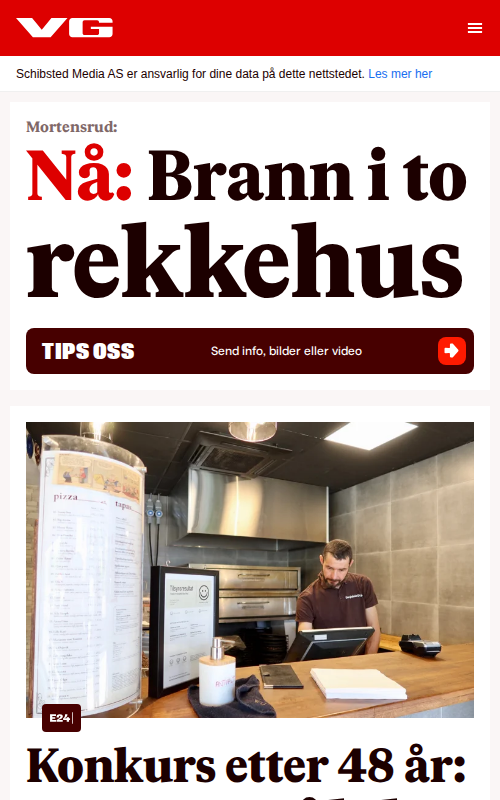 VG
Schibsted Media AS er ansvarlig for dine data på dette nettstedet. Les mer her
Mortensrud:
Nå: Brann i to
rekkehus
TIPS OSS
Send info, bilder eller video
pizza
tapas
Tilsynsresultat
E24
Konkurs etter 48 år: